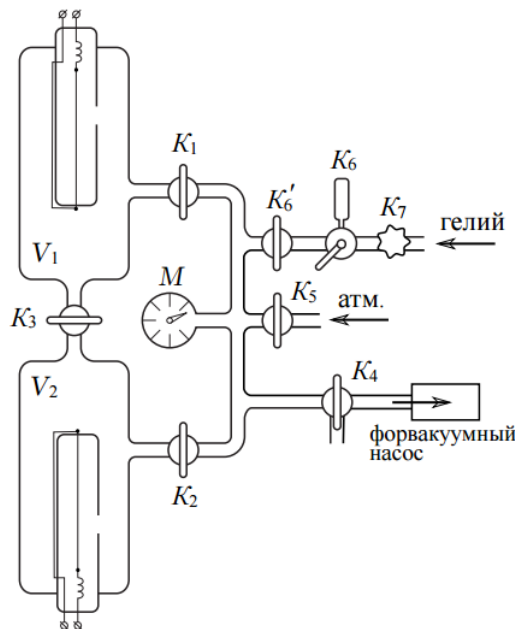 K₁
K₆
K₆′
K₇
гелий
V₁
M
K₃
K₅
атм.
V₂
K₄
форвакуумный
насос
K₂